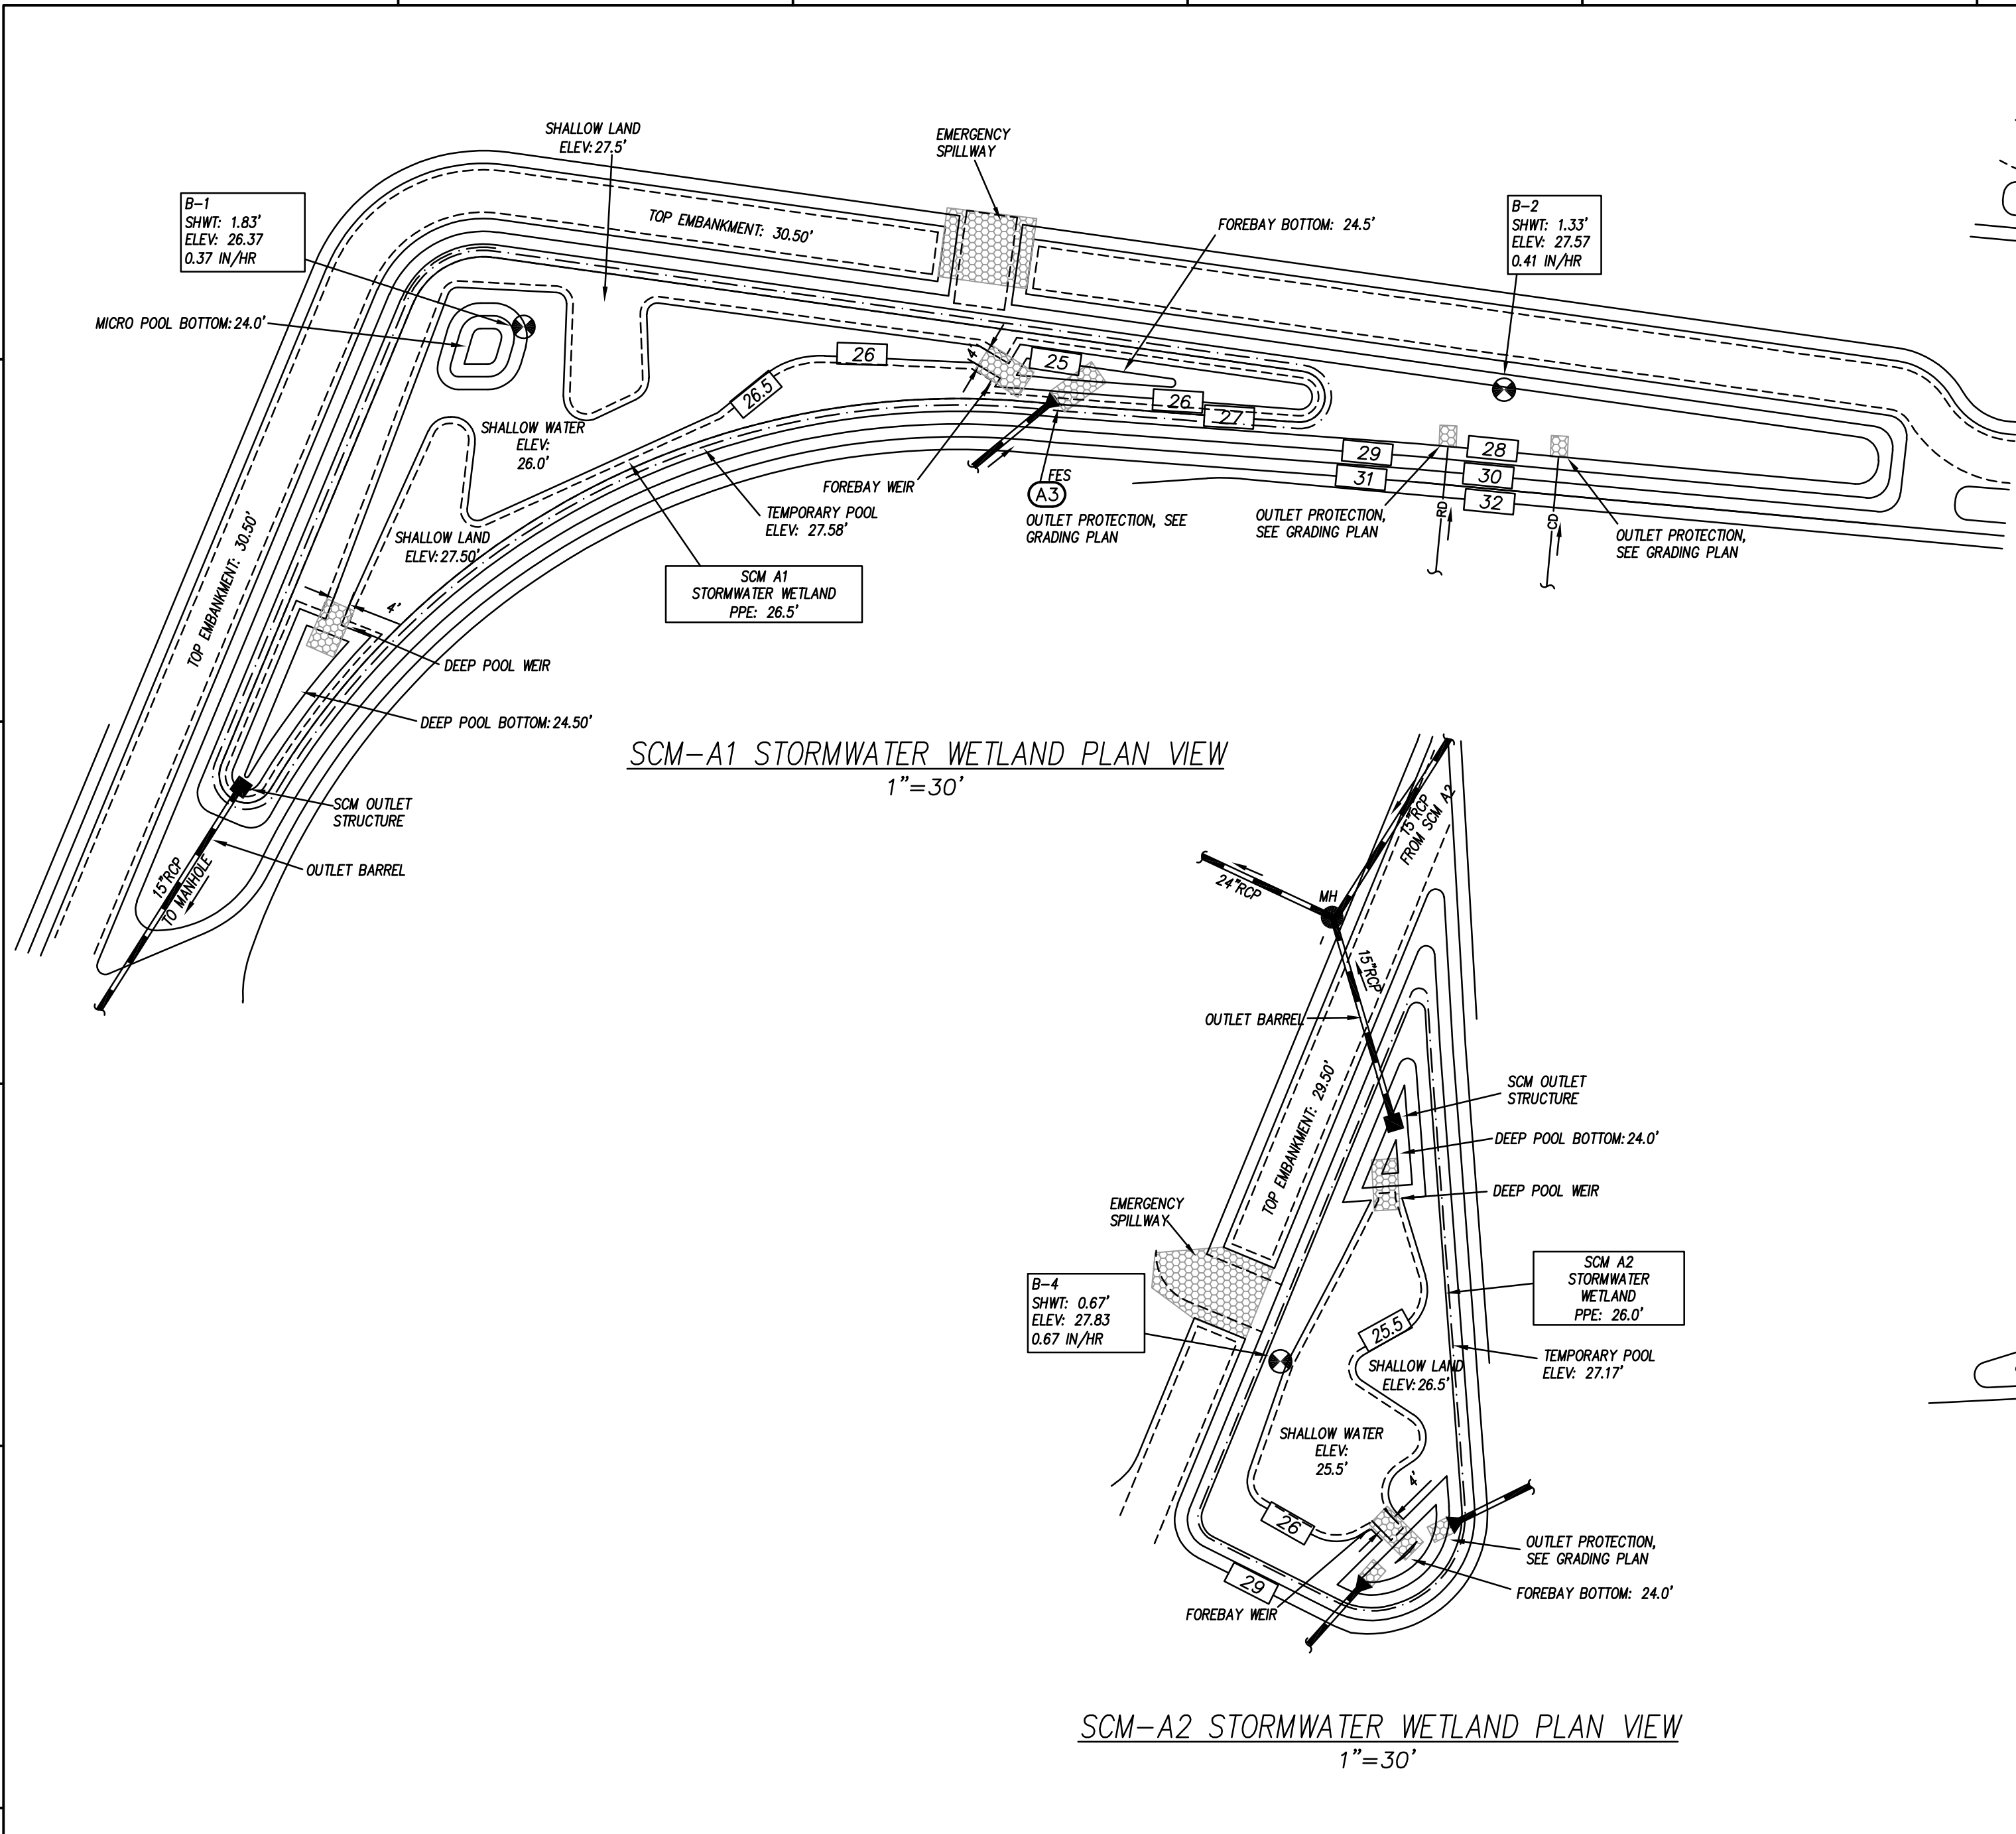 SHALLOW LAND
ELEV: 27.5'
EMERGENCY
SPILLWAY
B-1
SHWT: 1.83'
ELEV: 26.37
0.37 IN/HR
TOP EMBANKMENT: 30.50'
FOREBAY BOTTOM: 24.5'
B-2
SHWT: 1.33'
ELEV: 27.57
0.41 IN/HR
MICRO POOL BOTTOM: 24.0'
26
4'
25
26.5
26
27
SHALLOW WATER
ELEV:
26.0'
29
28
31
30
32
FOREBAY WEIR
FES
A3
OUTLET PROTECTION, SEE
GRADING PLAN
TEMPORARY POOL
ELEV: 27.58'
OUTLET PROTECTION,
SEE GRADING PLAN
RD
CO
OUTLET PROTECTION,
SEE GRADING PLAN
TOP EMBANKMENT: 30.50'
SHALLOW LAND
ELEV: 27.50'
SCM A1
STORMWATER WETLAND
PPE: 26.5'
4'
DEEP POOL WEIR
DEEP POOL BOTTOM: 24.50'
SCM-A1 STORMWATER WETLAND PLAN VIEW
1"=30'
SCM OUTLET
STRUCTURE
OUTLET BARREL
15"RCP
TO MANHOLE
15"RCP
FROM SCM A2
24"RCP
MH
15"RCP
OUTLET BARREL
TOP EMBANKMENT: 29.50'
SCM OUTLET
STRUCTURE
DEEP POOL BOTTOM: 24.0'
DEEP POOL WEIR
EMERGENCY
SPILLWAY
B-4
SHWT: 0.67'
ELEV: 27.83
0.67 IN/HR
SCM A2
STORMWATER
WETLAND
PPE: 26.0'
25.5
SHALLOW LAND
ELEV: 26.5'
TEMPORARY POOL
ELEV: 27.17'
SHALLOW WATER
ELEV:
25.5'
4'
26
29
OUTLET PROTECTION,
SEE GRADING PLAN
FOREBAY BOTTOM: 24.0'
FOREBAY WEIR
SCM-A2 STORMWATER WETLAND PLAN VIEW
1"=30'